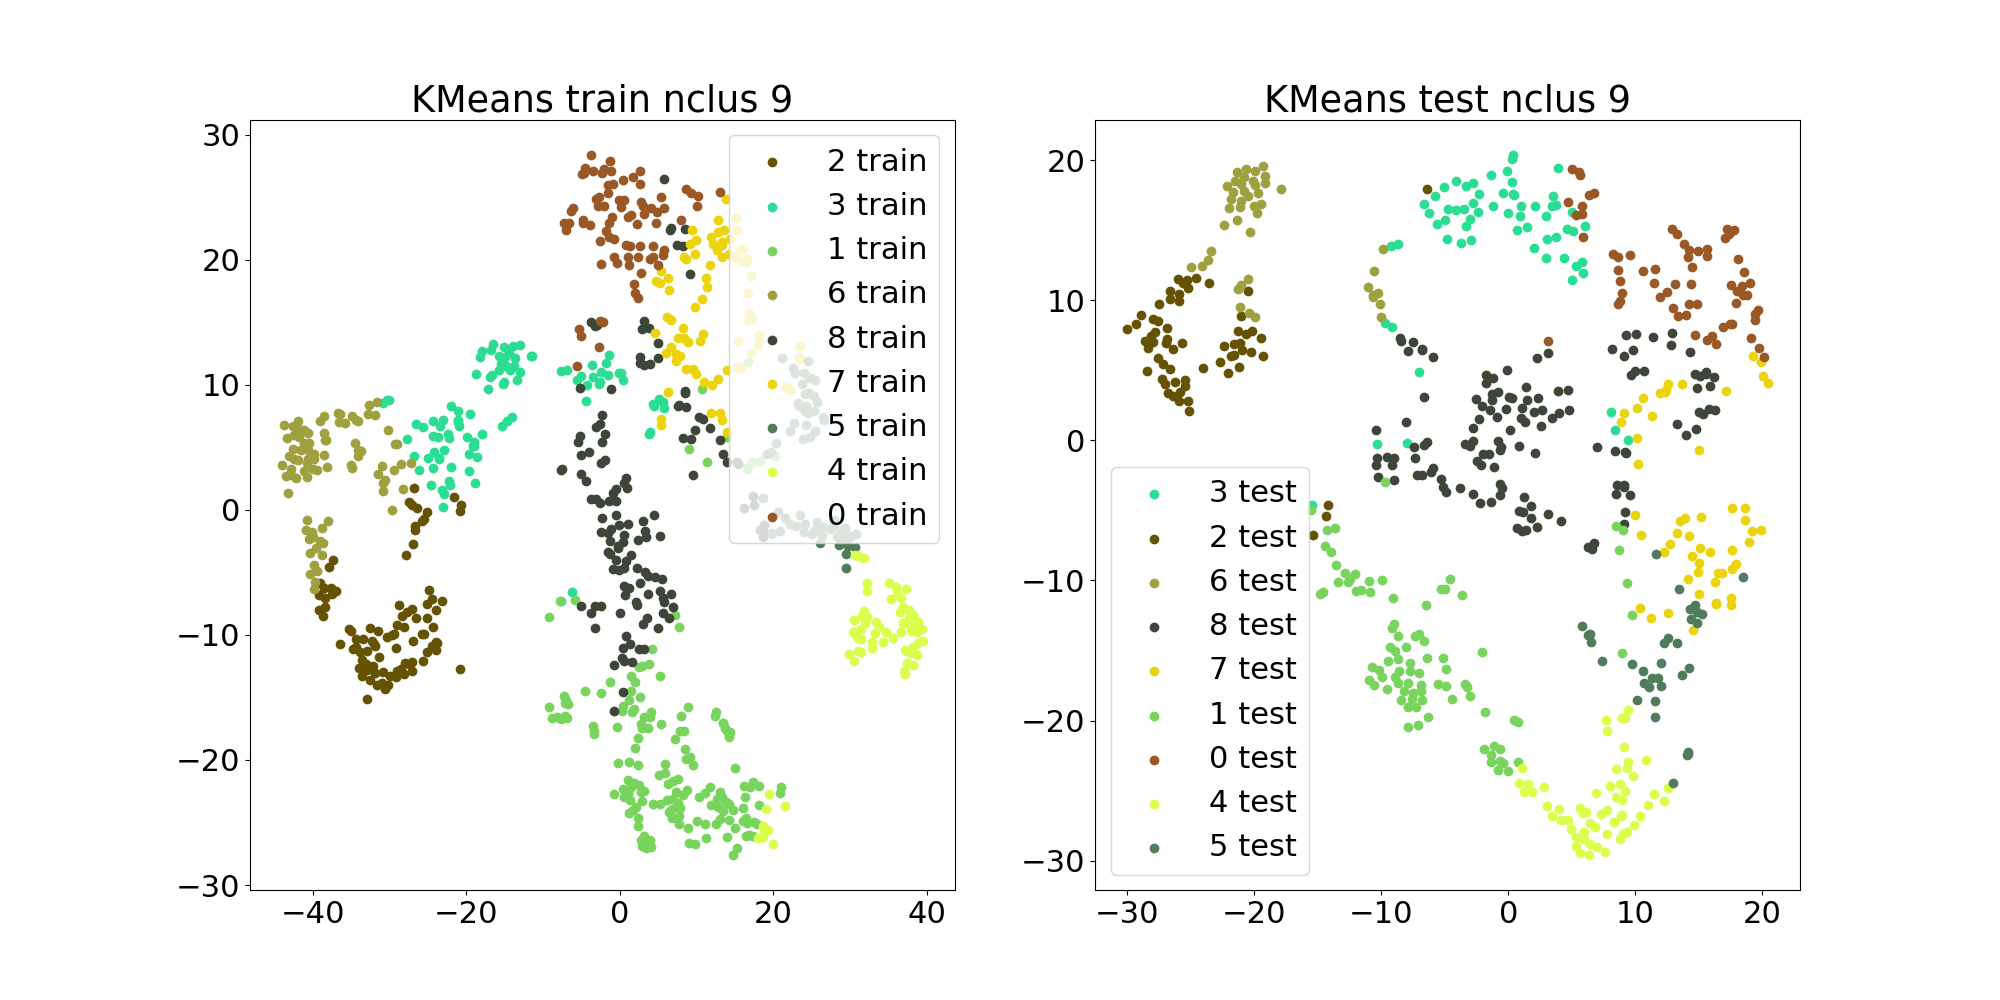 KMeans train nclus 9
30
20
10
0
−10
−20
−30
−40
−20
0
20
40
2 train
3 train
1 train
6 train
8 train
7 train
5 train
4 train
0 train
KMeans test nclus 9
20
10
0
−10
−20
−30
−30
−20
−10
0
10
20
3 test
2 test
6 test
8 test
7 test
1 test
0 test
4 test
5 test